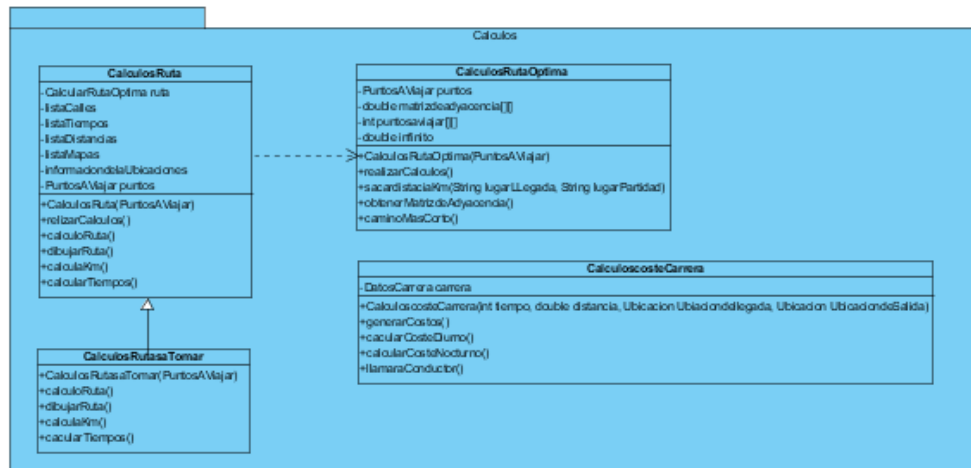 Calculos
CalculosRuta
-CalcularRutaOptima ruta
-listaCalles
-listaTiempos
-listaDistancias
-listaMapas
-informaciondelaUbicaciones
-PuntosAViajar puntos
+CalculosRuta(PuntosAViajar)
+relizarCalculos()
+calculoRuta()
+dibujarRuta()
+calculaKm()
+calcularTiempos()
CalculosRutaOptima
-PuntosAViajar puntos
-double matrizdeadyacencia[][]
-int puntosaviajar[][]
-double infinito
+CalculosRutaOptima(PuntosAViajar)
+realizarCalculos()
+sacardistaciaKm(String lugarLLegada, String lugarPartidad)
+obtenerMatrizdeAdyacencia()
+caminoMasCorto()
CalculoscosteCarrera
-DatosCarrera carrera
+CalculoscosteCarrera(int tiempo, double distancia, Ubicacion Ubiaciondellegada, Ubicacion UbicaciondeSalida)
+generarCostos()
+cacularCosteDiurno()
+calcularCosteNocturno()
+llamaraConductor()
CalculosRutasaTomar
+CalculosRutasaTomar(PuntosAViajar)
+calculoRuta()
+dibujarRuta()
+calculaKm()
+cacularTiempos()